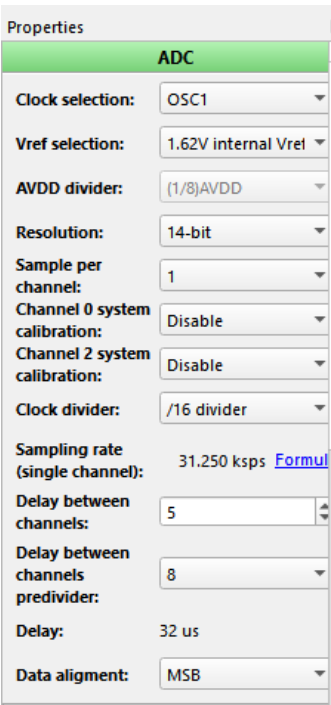 Properties
ADC
Clock selection: OSC1
Vref selection: 1.62V internal Vref
AVDD divider: (1/8)AVDD
Resolution: 14-bit
Sample per
channel: 1
Channel 0 system
calibration: Disable
Channel 2 system
calibration: Disable
Clock divider: /16 divider
Sampling rate
(single channel): 31.250 ksps Formul
Delay between
channels: 5
Delay between
channels
predivider: 8
Delay: 32 us
Data aligment: MSB